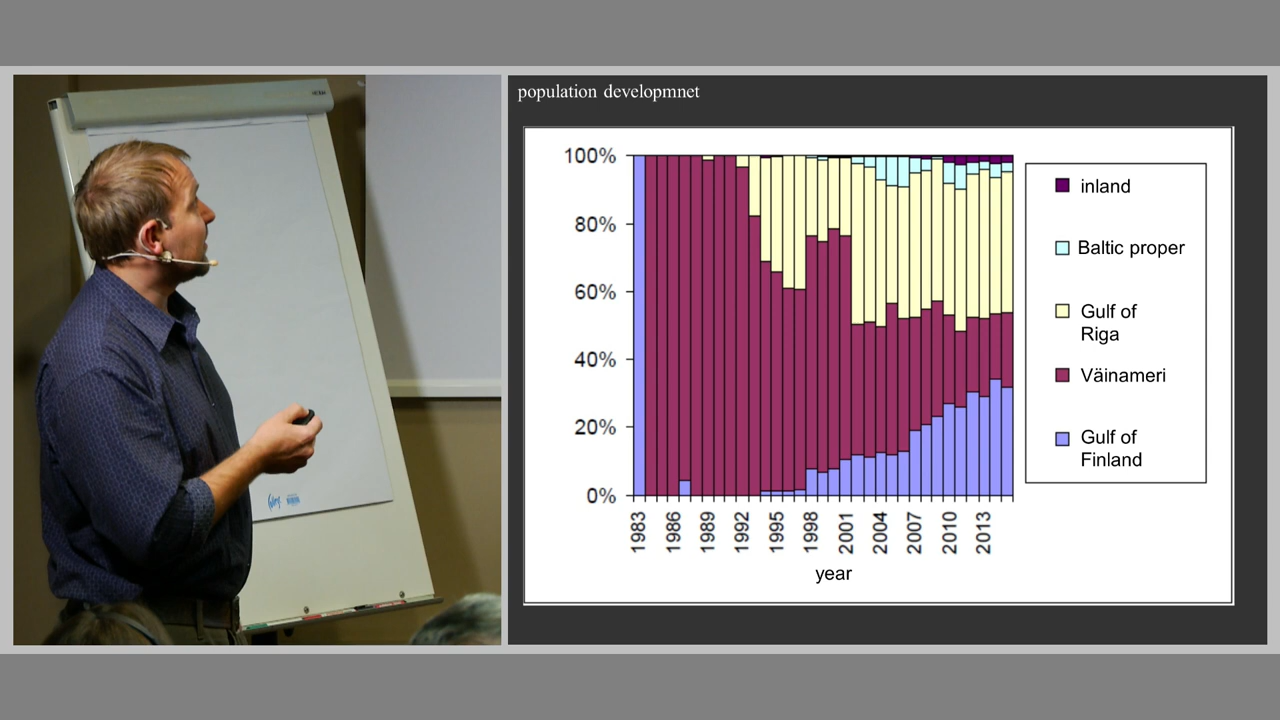 population developmnet
100%
80%
60%
40%
20%
0%
1983
1986
1989
1992
1995
1998
2001
2004
2007
2010
2013
year
inland
Baltic proper
Gulf of
Riga
Väinameri
Gulf of
Finland